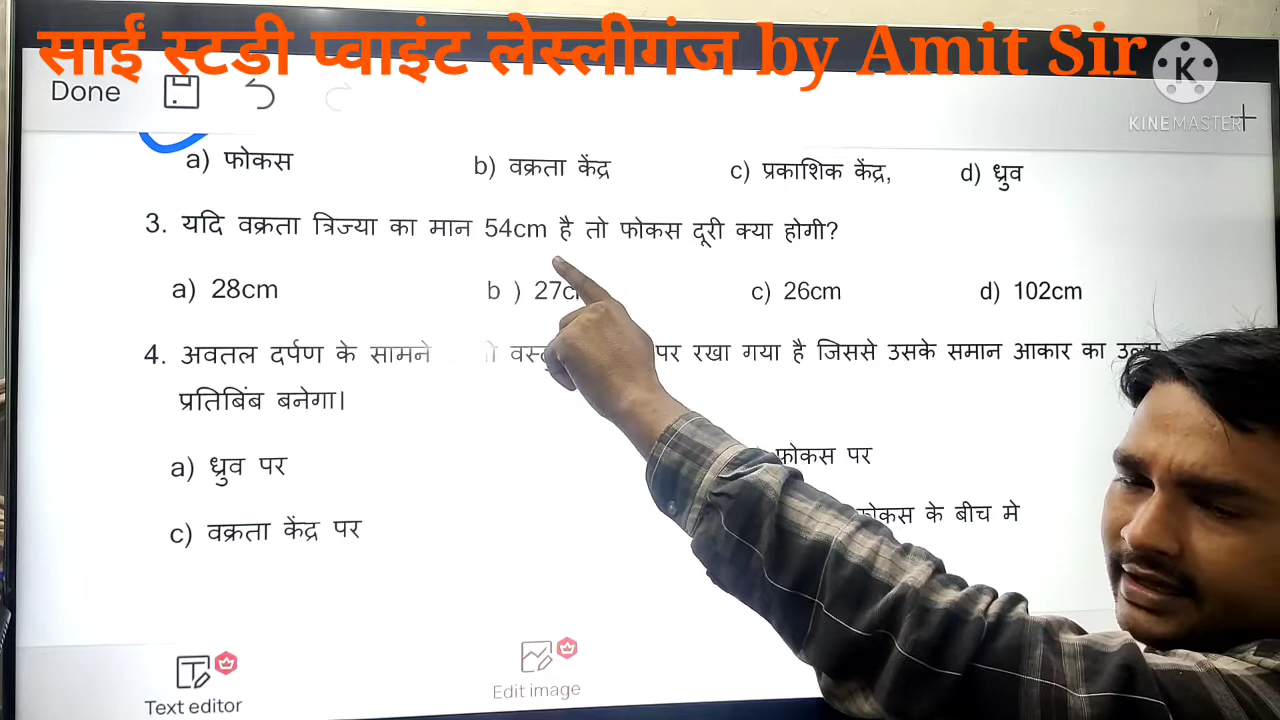 साईं स्टडी प्वाइंट लेस्लीगंज by Amit Sir
Done
K
KINEMASTER
a) फोकस b) वक्रता केंद्र c) प्रकाशिक केंद्र, d) ध्रुव
3. यदि वक्रता त्रिज्या का मान 54cm है तो फोकस दूरी क्या होगी?
a) 28cm b ) 27c c) 26cm d) 102cm
4. अवतल दर्पण के सामने पर रखा गया है जिससे उसके समान आकार का
प्रतिबिंब बनेगा।
a) ध्रुव पर फोकस पर
c) वक्रता केंद्र पर के बीच मे
Text editor
Edit image